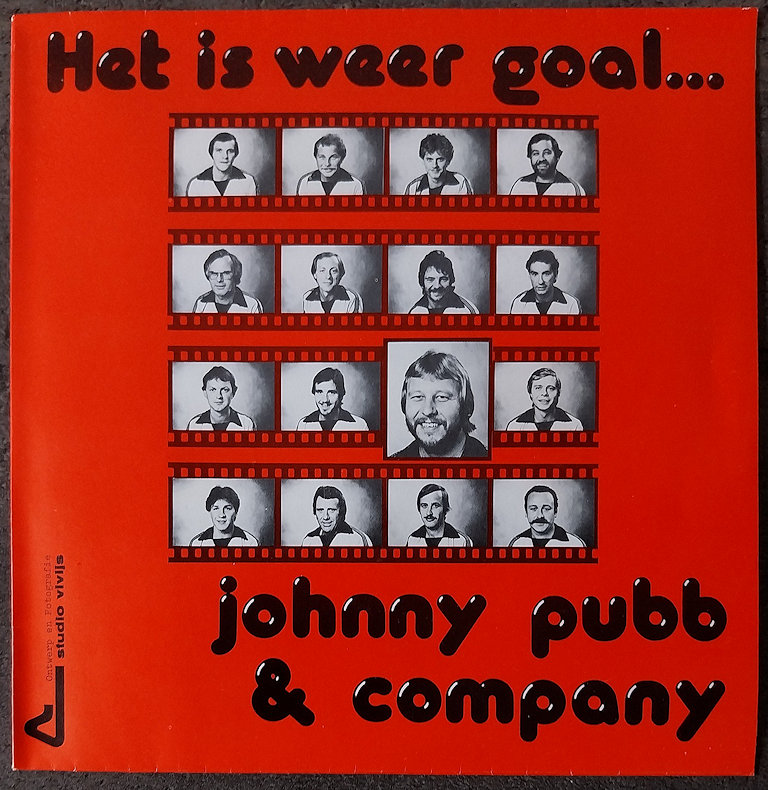 Het is weer goal...
johnny pubb
& company
Ontwerp en Fotografie
studio vivijs